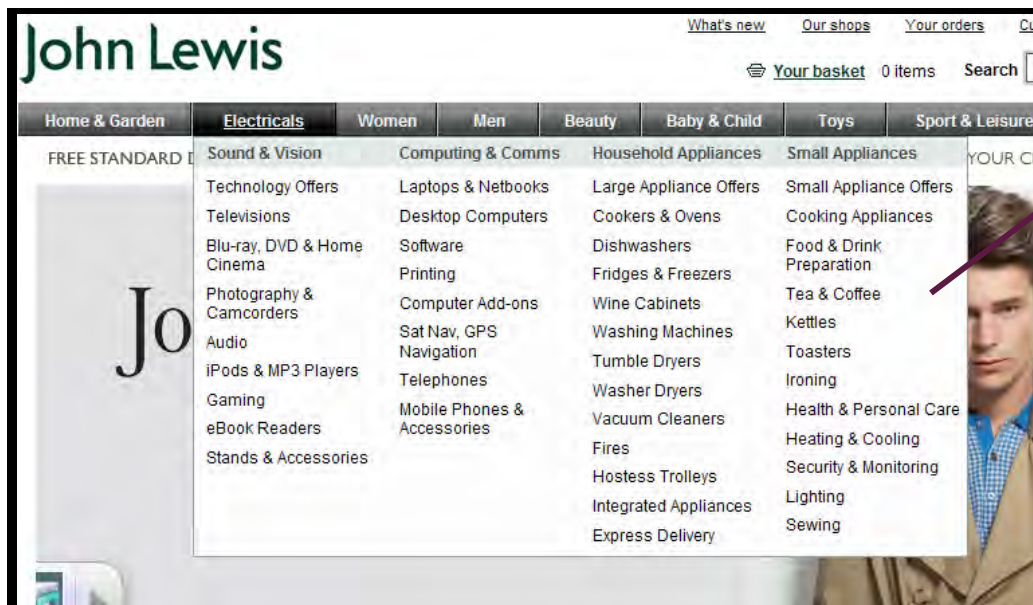 What's new Our shops Your orders
John Lewis
Your basket 0 items Search
Home & Garden Electricals Women Men Beauty Baby & Child Toys Sport & Leisure
FREE STANDARD
YOUR
Sound & Vision
Technology Offers
Televisions
Blu-ray, DVD & Home
Cinema
Photography &
Camcorders
Audio
iPods & MP3 Players
Gaming
eBook Readers
Stands & Accessories
Computing & Comms
Laptops & Netbooks
Desktop Computers
Software
Printing
Computer Add-ons
Sat Nav, GPS
Navigation
Telephones
Mobile Phones &
Accessories
Household Appliances
Large Appliance Offers
Cookers & Ovens
Dishwashers
Fridges & Freezers
Wine Cabinets
Washing Machines
Tumble Dryers
Washer Dryers
Vacuum Cleaners
Fires
Hostess Trolleys
Integrated Appliances
Express Delivery
Small Appliances
Small Appliance Offers
Cooking Appliances
Food & Drink
Preparation
Tea & Coffee
Kettles
Toasters
Ironing
Health & Personal Care
Heating & Cooling
Security & Monitoring
Lighting
Sewing
Jo